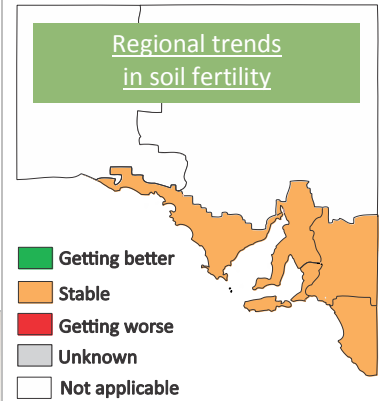 Regional trends
in soil fertility
Getting better
Stable
Getting worse
Unknown
Not applicable